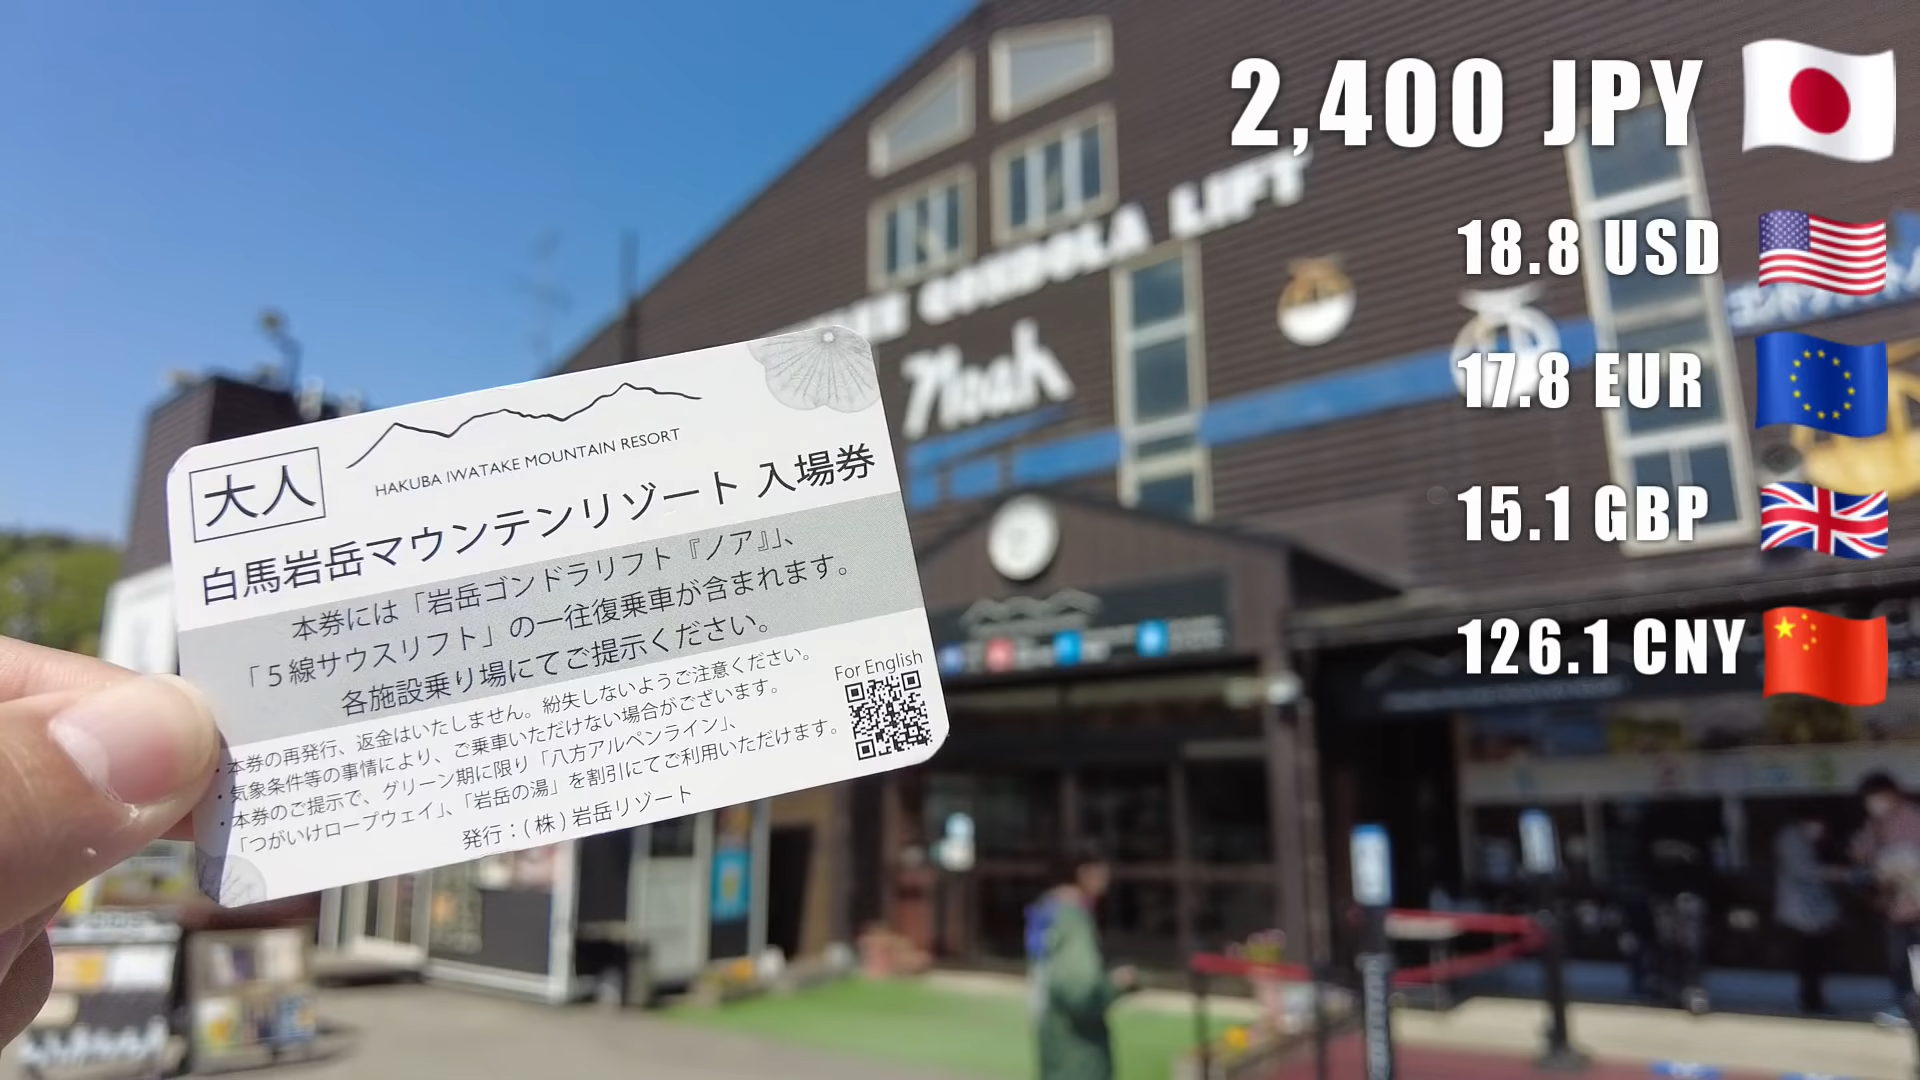 2,400 JPY
18.8 USD
17.8 EUR
15.1 GBP
126.1 CNY
GONDOLA LIFT
Noah
大人
HAKUBA IWATAKE MOUNTAIN RESORT
白馬岩岳マウンテンリゾート 入場券
本券には「岩岳ゴンドラリフト『ノア』」、
「5線サウスリフト」の一往復乗車が含まれます。
各施設乗り場にてご提示ください。
・本券の再発行、返金はいたしません。紛失しないようご注意ください。
・気象条件等の事情により、ご乗車いただけない場合がございます。
・本券のご提示で、グリーン期に限り「八方アルペンライン」、
「つがいけロープウェイ」、「岩岳の湯」を割引にてご利用いただけます。
発行：(株)岩岳リゾート
For English